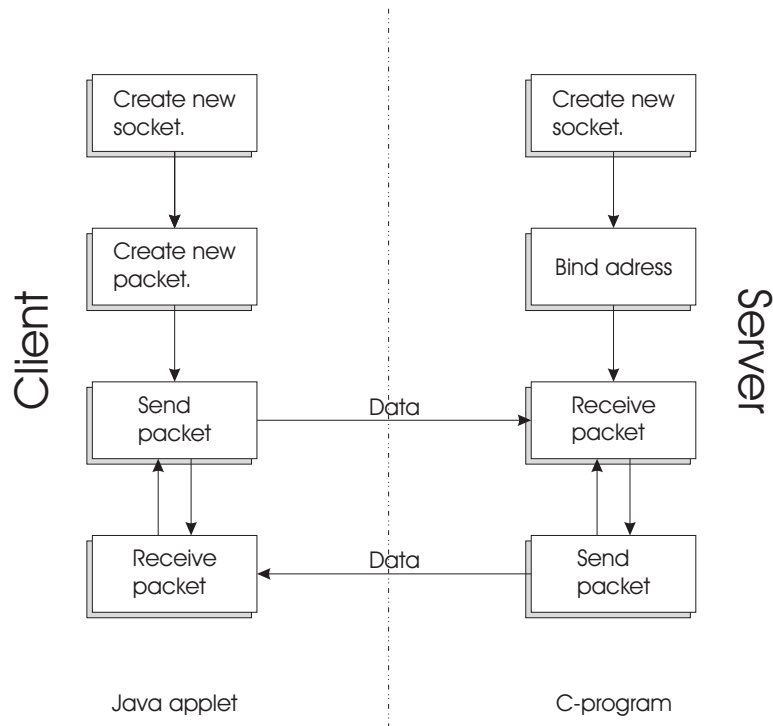 Create new
socket.
Create new
socket.
Create new
packet.
Bind adress
Client
Server
Send
packet
Data
Receive
packet
Receive
packet
Data
Send
packet
Java applet
C-program